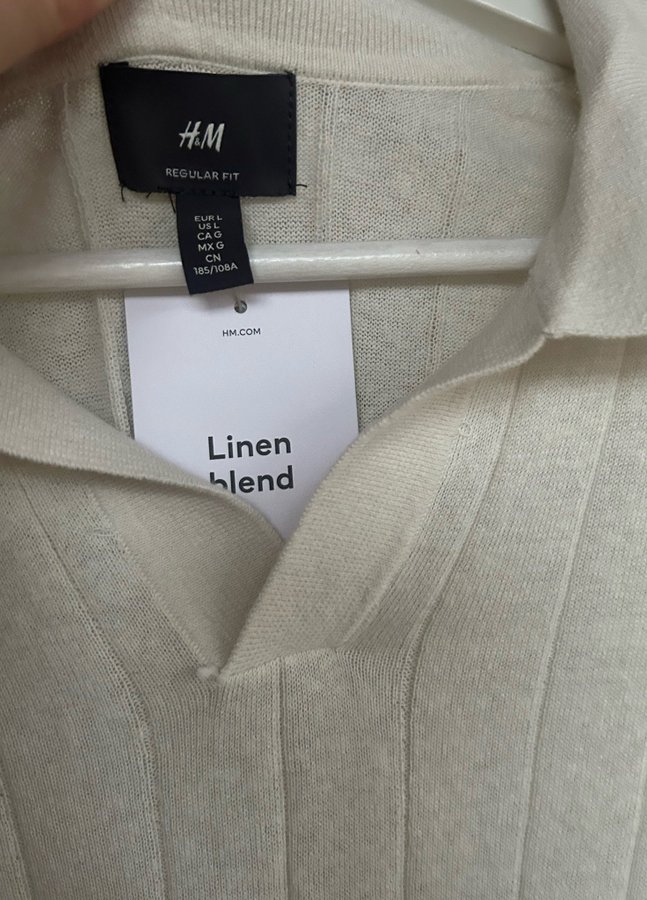 H&M
REGULAR FIT
EUR L
US L
CA G
MX G
CN
185/108A
HM.COM
Linen
blend